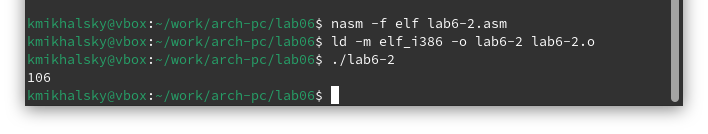 kmikhalsky@vbox:~/work/arch-pc/lab06$ nasm -f elf lab6-2.asm
kmikhalsky@vbox:~/work/arch-pc/lab06$ ld -m elf_i386 -o lab6-2 lab6-2.o
kmikhalsky@vbox:~/work/arch-pc/lab06$ ./lab6-2
106
kmikhalsky@vbox:~/work/arch-pc/lab06$